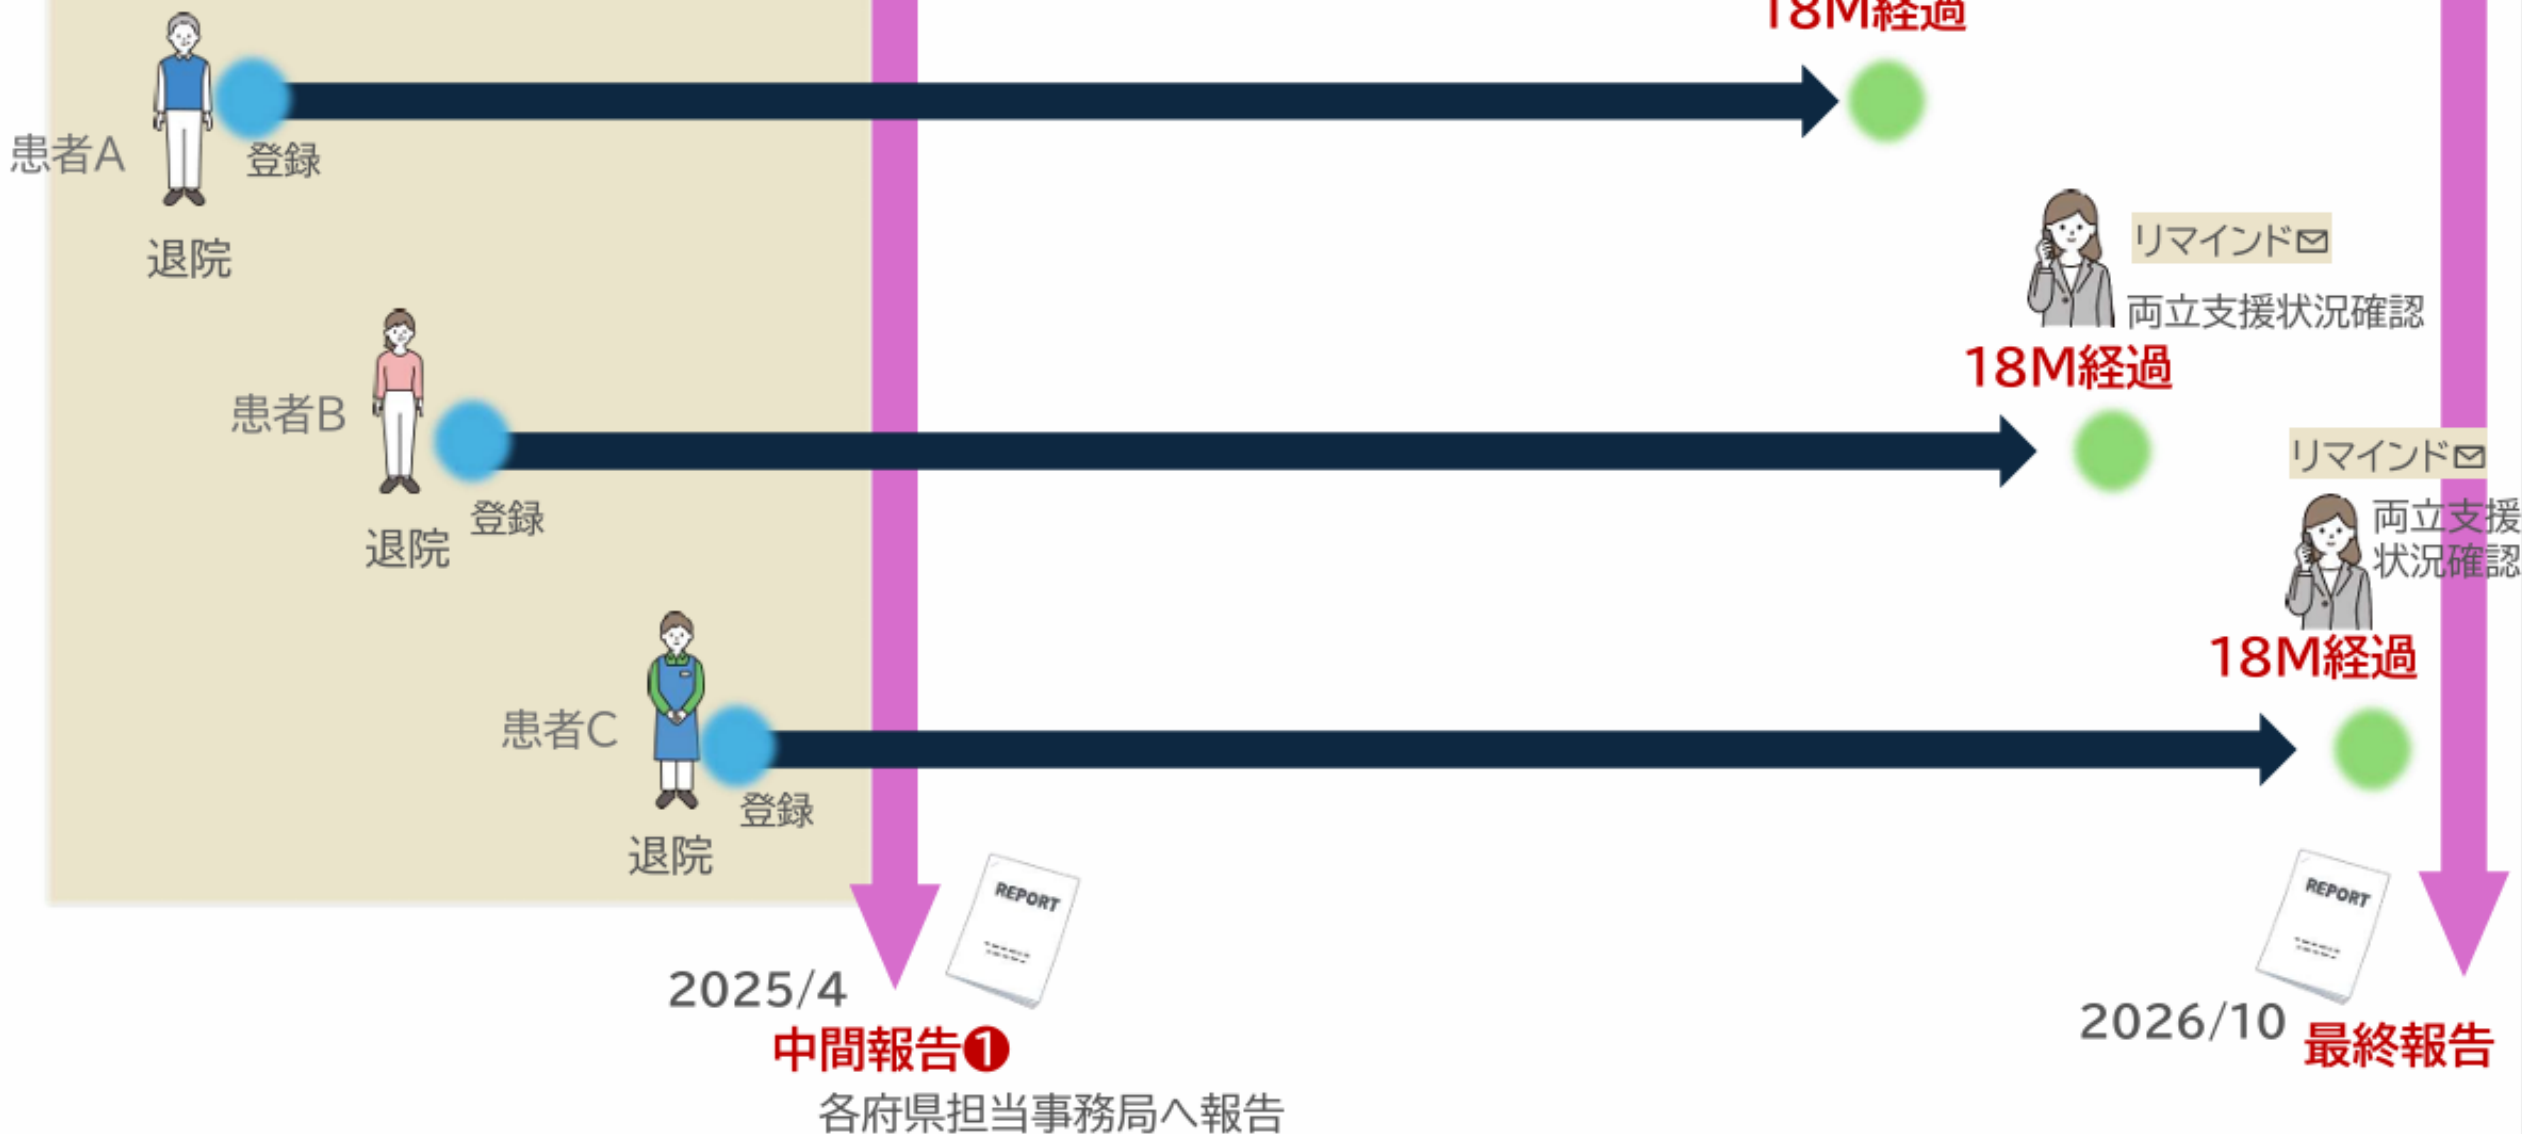 18M経過
患者A
登録
退院
リマインド✉
両立支援状況確認
18M経過
患者B
登録
退院
リマインド✉
両立支援
状況確認
18M経過
患者C
登録
退院
REPORT
REPORT
2025/4
中間報告❶
各府県担当事務局へ報告
2026/10
最終報告